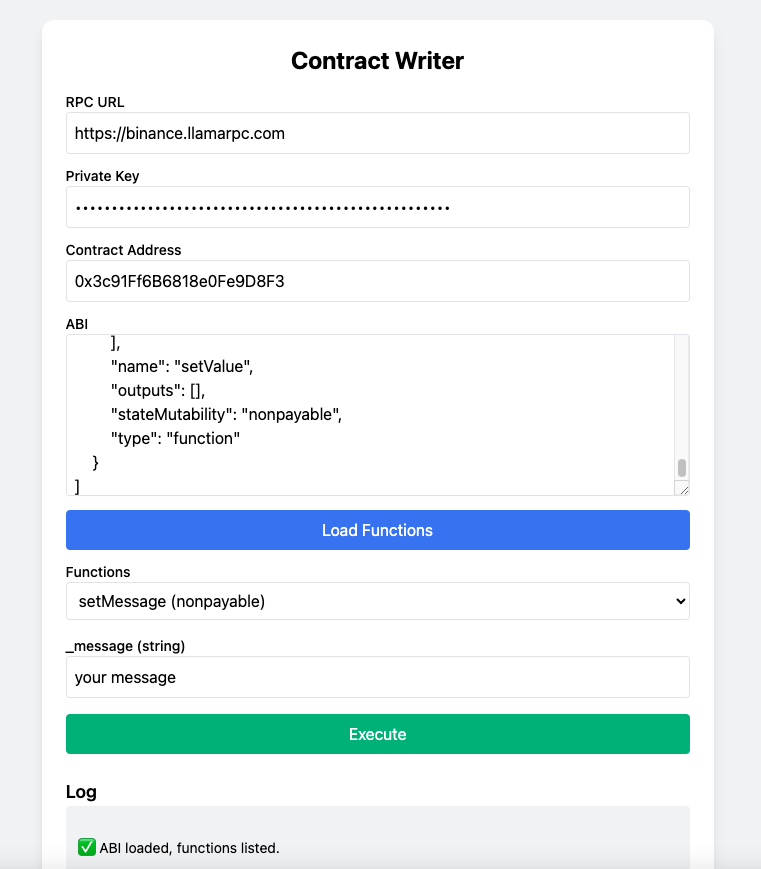 Contract Writer
RPC URL
https://binance.llamarpc.com
Private Key
Contract Address
0x3c91Ff6B6818e0Fe9D8F3
ABI
],
"name": "setValue",
"outputs": [],
"stateMutability": "nonpayable",
"type": "function"
}
]
Load Functions
Functions
setMessage (nonpayable)
_message (string)
your message
Execute
Log
✅ ABI loaded, functions listed.